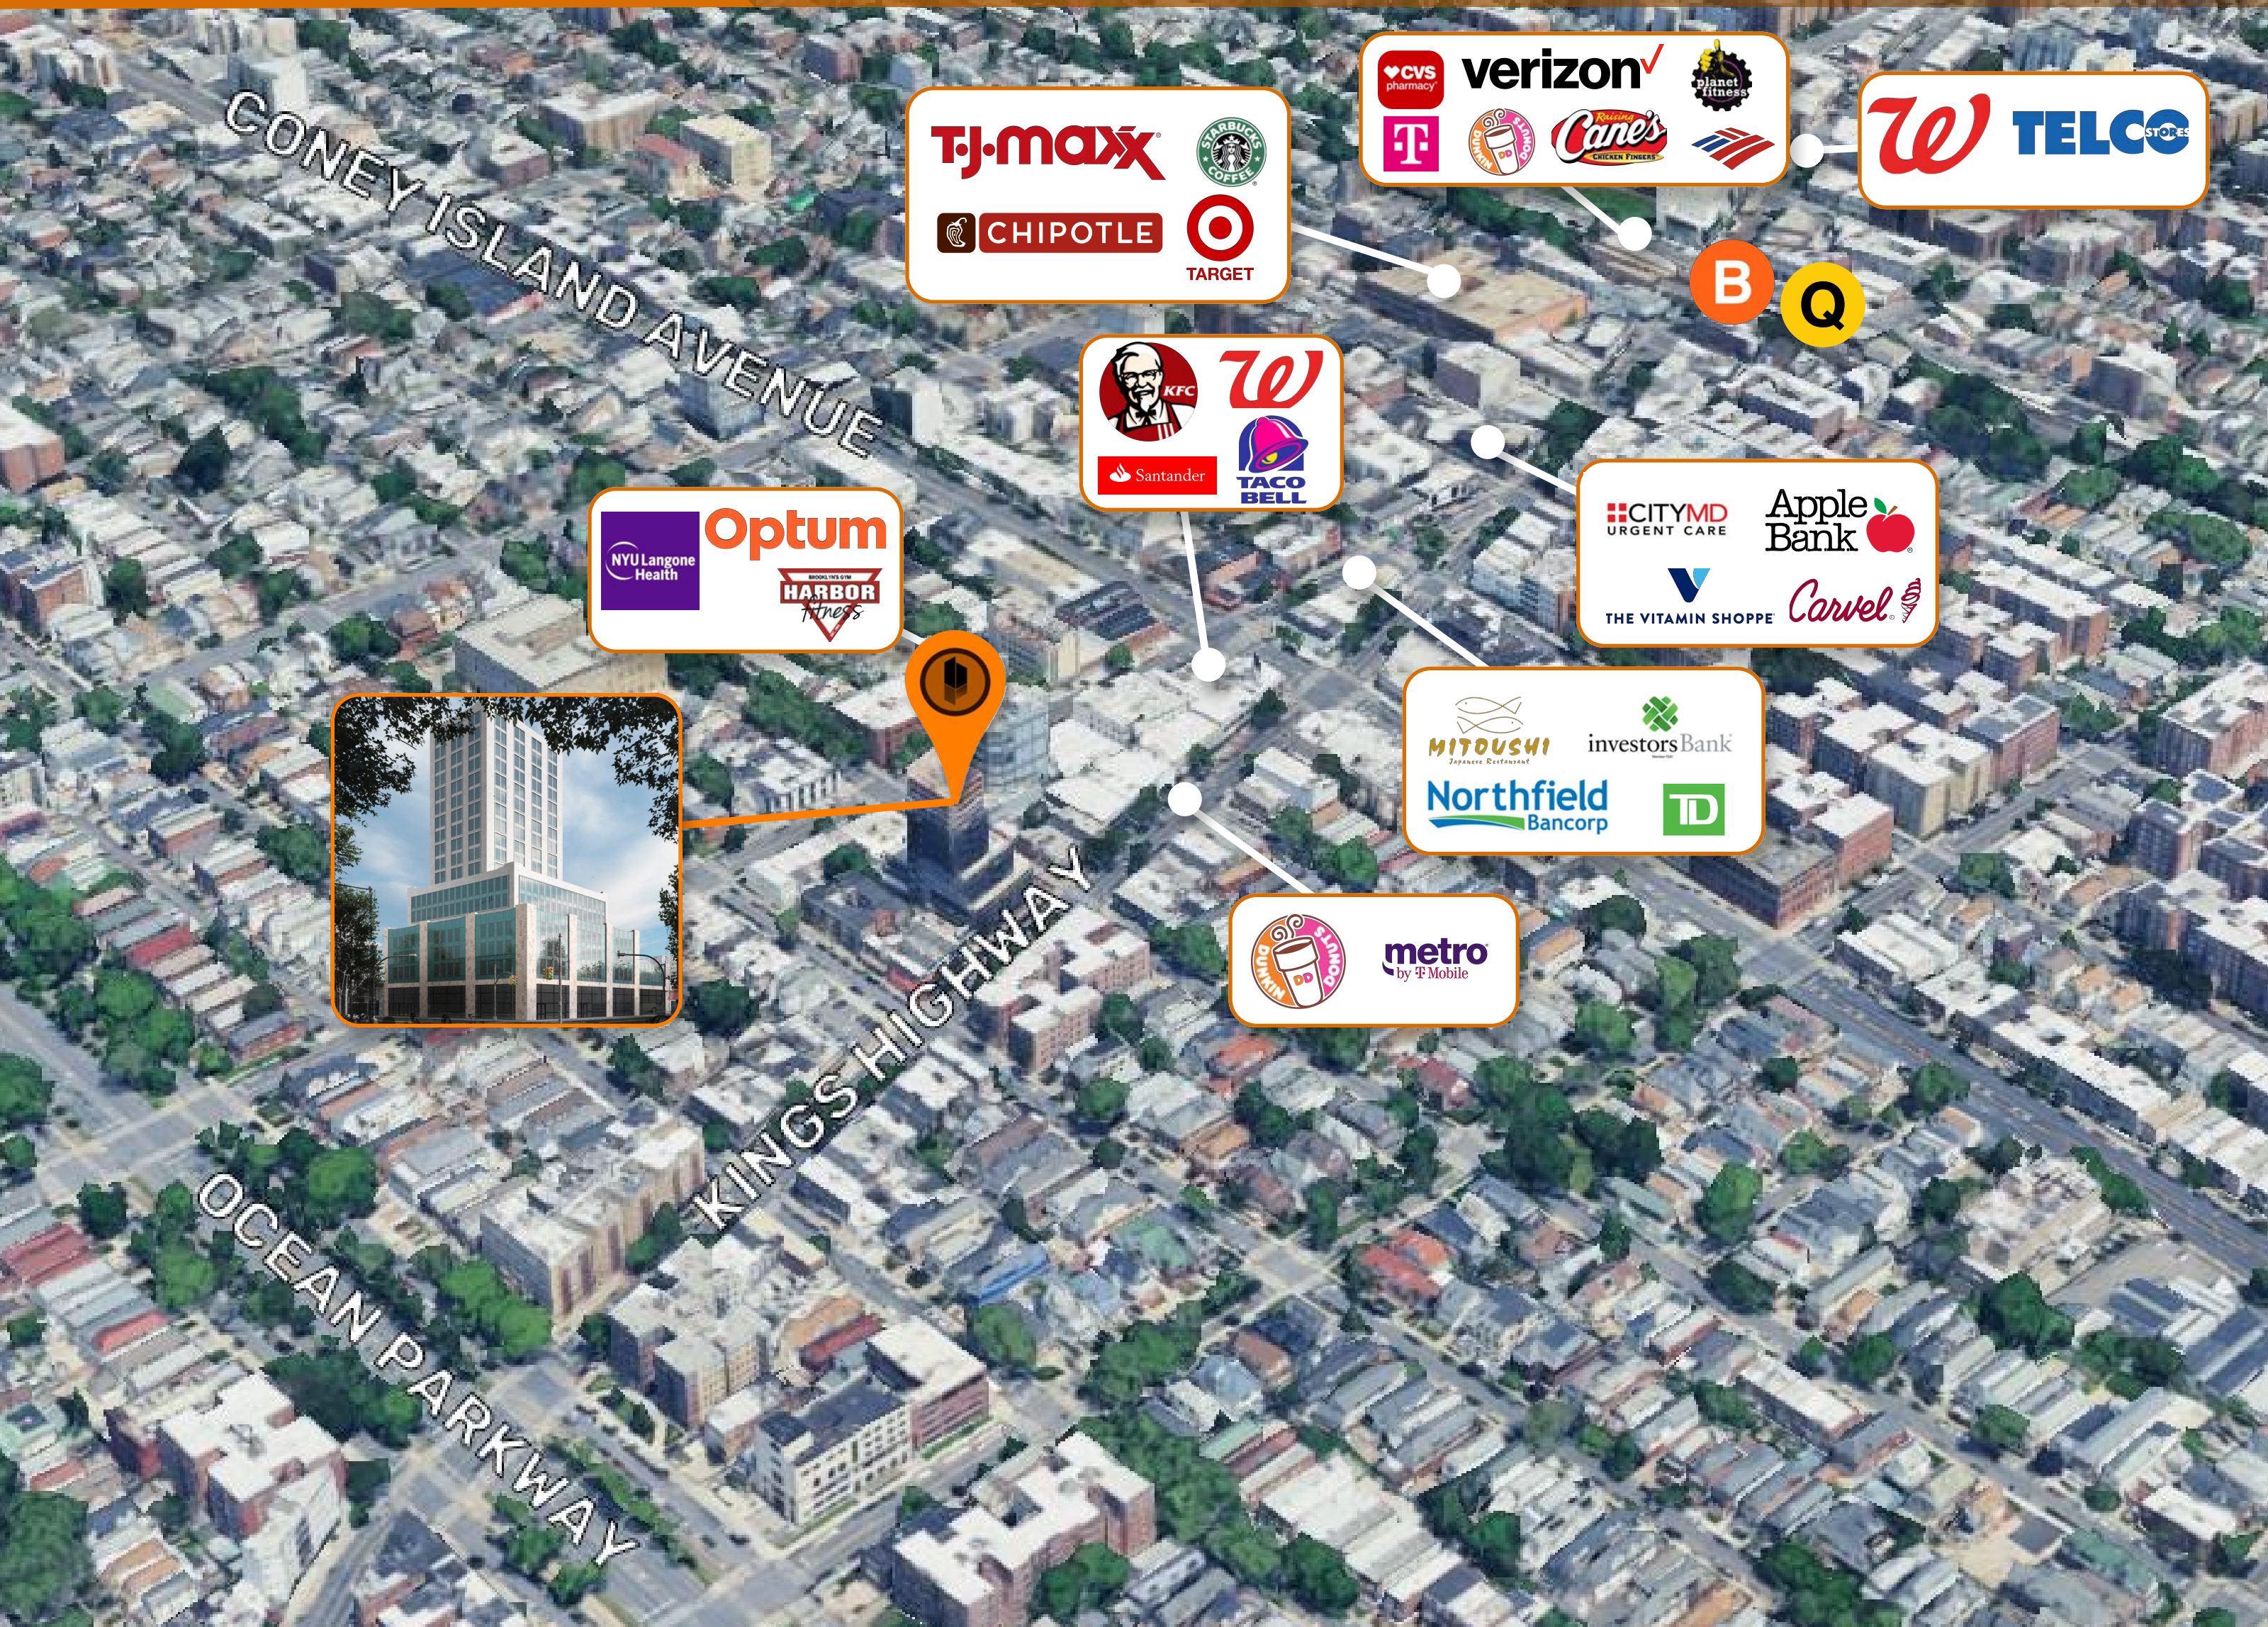 CONEY ISLAND AVENUE
T.J.maxx
STARBUCKS
COFFEE
CHIPOTLE
TARGET
CVS
pharmacy
verizon
planet
fitness
T
DUNKIN
DONUTS
DD
Raising
Cane's
CHICKEN FINGERS
W
TELCO
STORES
B
Q
KFC
W
Santander
TACO
BELL
NYU Langone
Health
Optum
BROOKLYN'S GYM
HARBOR
fitness
CITYMD
URGENT CARE
Apple
Bank
THE VITAMIN SHOPPE
Carvel
MITOUSHI
Japanese Restaurant
investorsBank
Northfield
Bancorp
TD
DUNKIN
DONUTS
DD
metro
by T Mobile
KINGS HIGHWAY
OCEAN PARKWAY